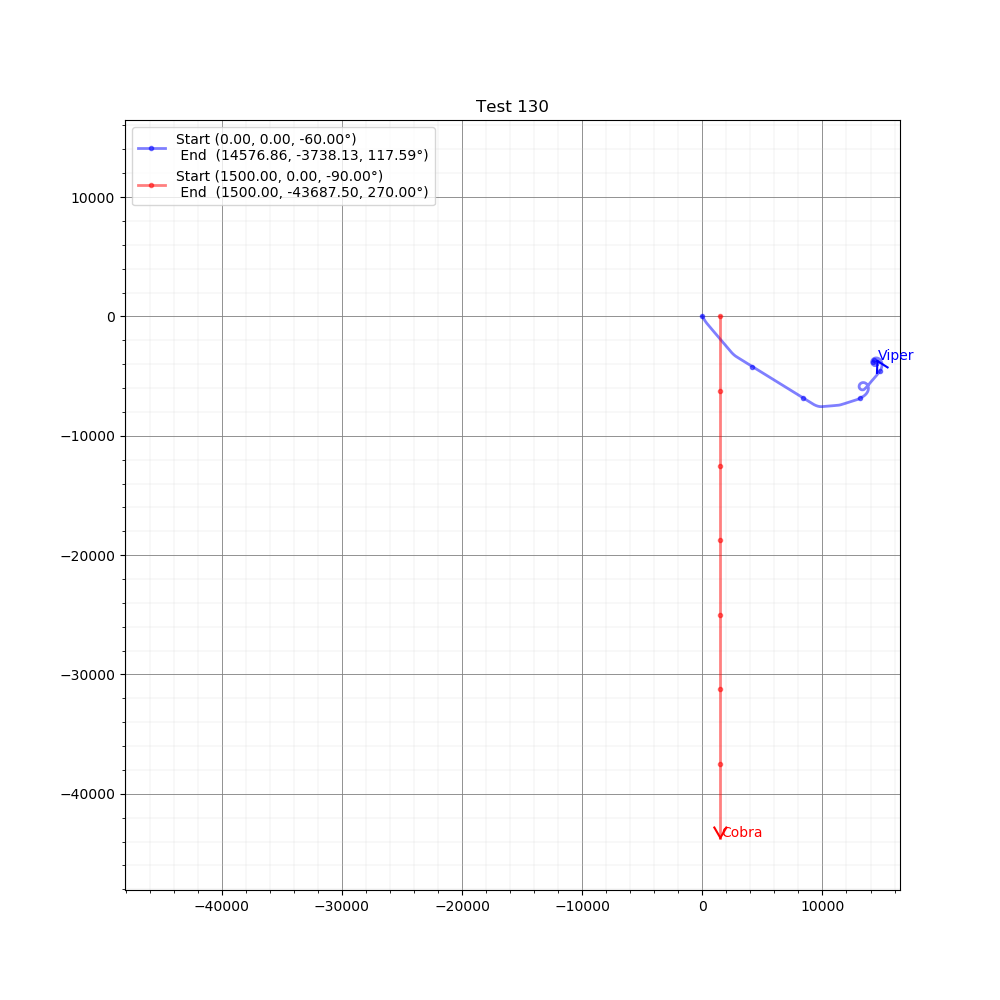 Test 130
Start (0.00, 0.00, -60.00°)
End  (14576.86, -3738.13, 117.59°)
Start (1500.00, 0.00, -90.00°)
End  (1500.00, -43687.50, 270.00°)
10000
0
−10000
−20000
−30000
−40000
Viper
Cobra
−40000
−30000
−20000
−10000
0
10000